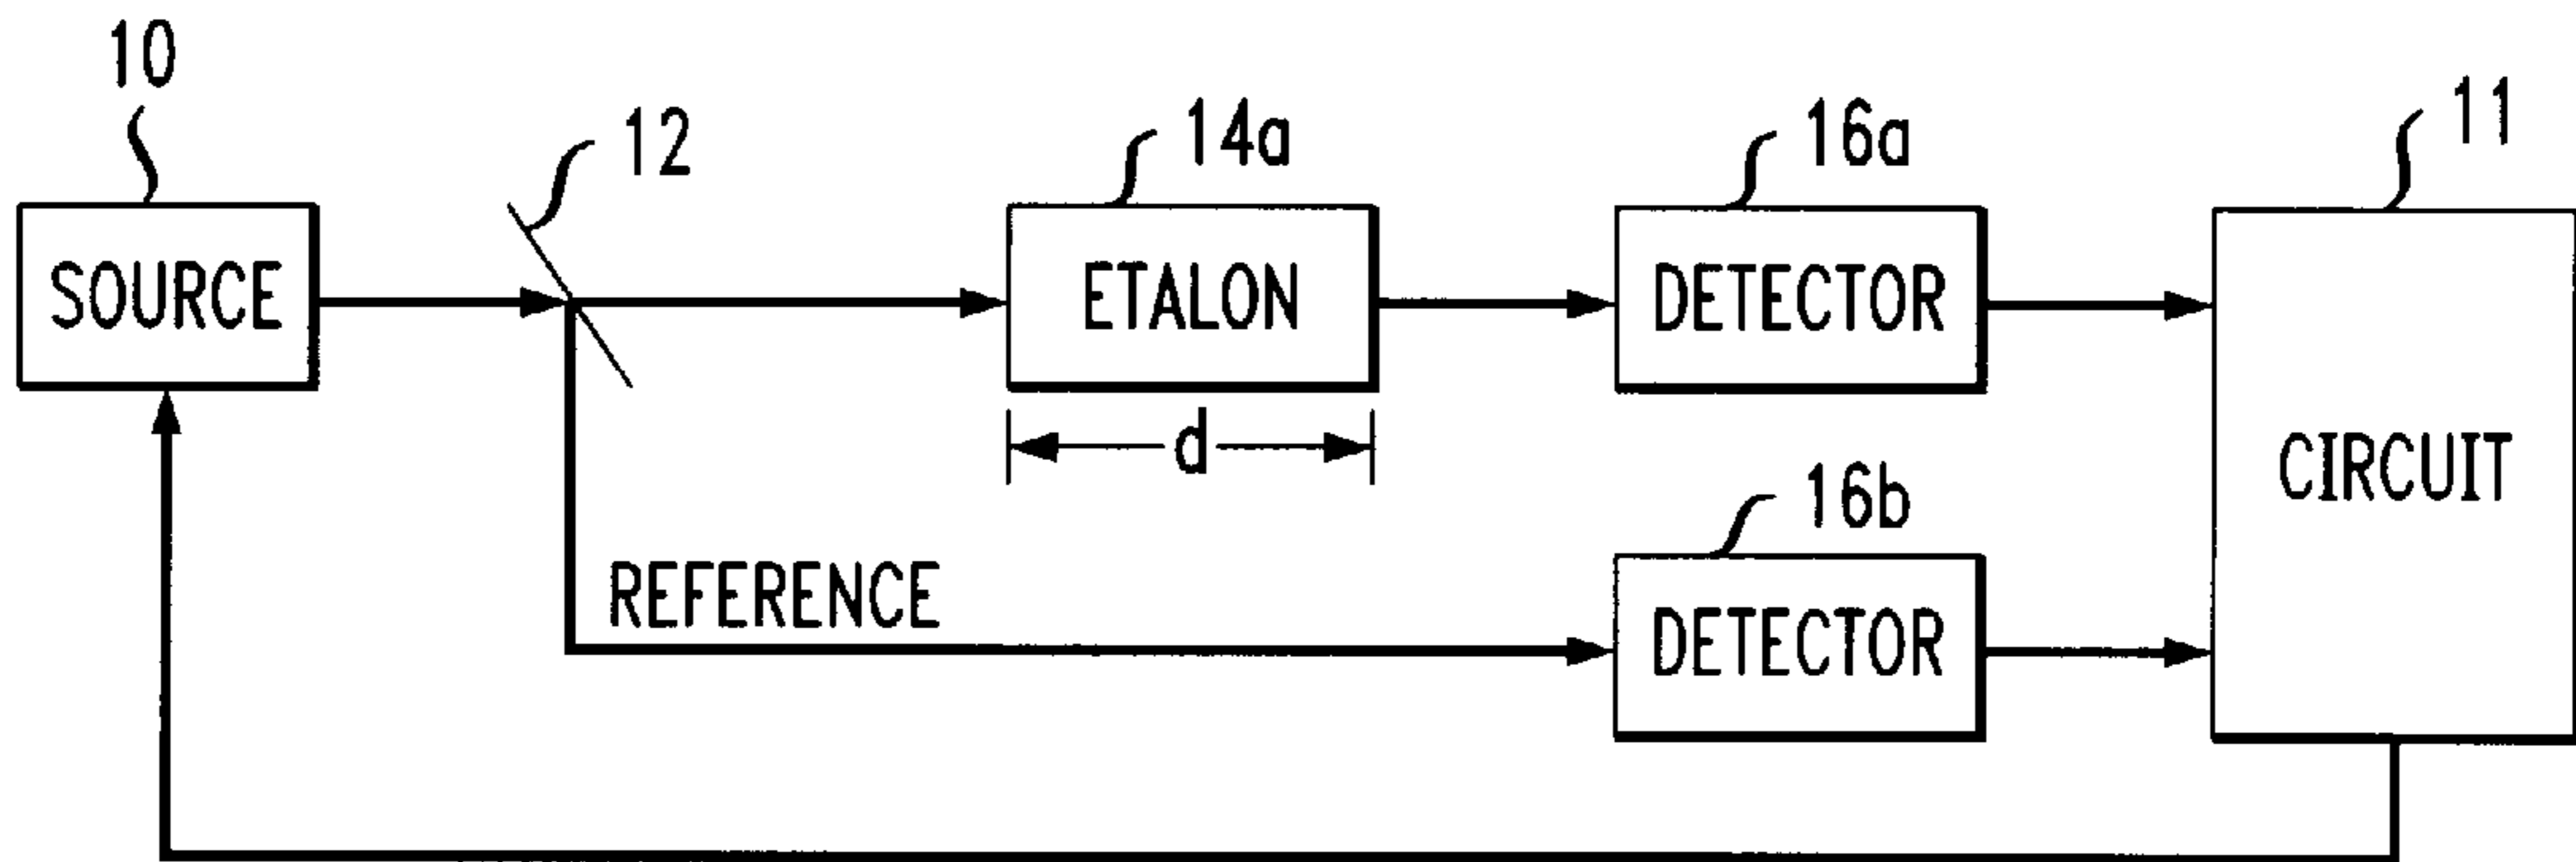 10
12
14a
16a
11
SOURCE
ETALON
DETECTOR
d
CIRCUIT
16b
REFERENCE
DETECTOR